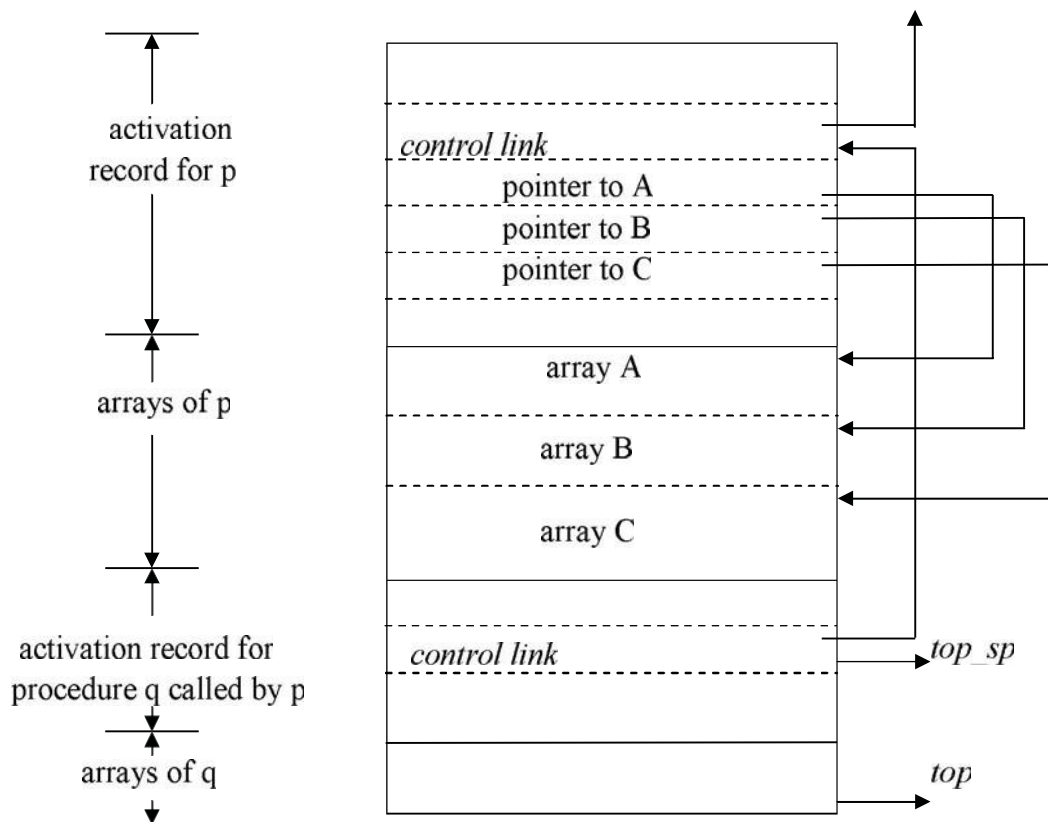 activation
record for p
control link
pointer to A
pointer to B
pointer to C
arrays of p
array A
array B
array C
activation record for
procedure q called by p
control link
top_sp
arrays of q
top